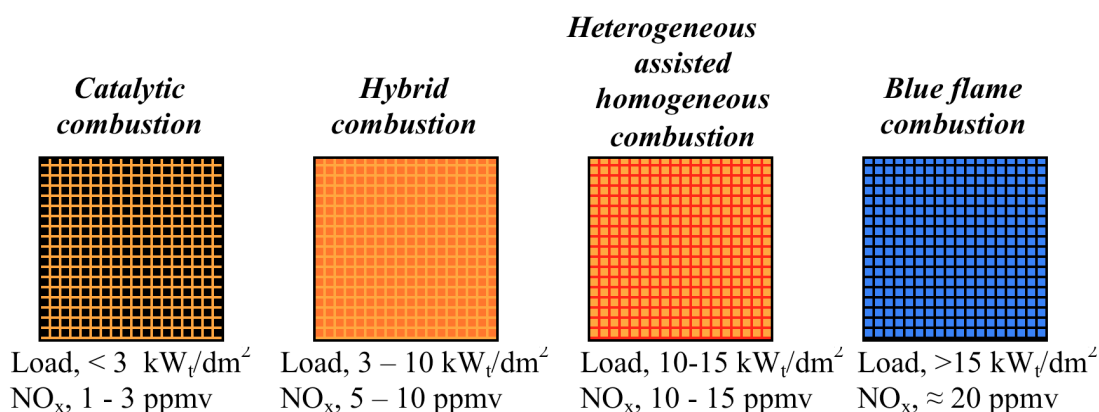 Catalytic
combustion
Load, < 3 kWₜ/dm²
NOₓ, 1 - 3 ppmv
Hybrid
combustion
Load, 3 – 10 kWₜ/dm²
NOₓ, 5 – 10 ppmv
Heterogeneous
assisted
homogeneous
combustion
Load, 10-15 kWₜ/dm²
NOₓ, 10 - 15 ppmv
Blue flame
combustion
Load, >15 kWₜ/dm²
NOₓ, ≈ 20 ppmv